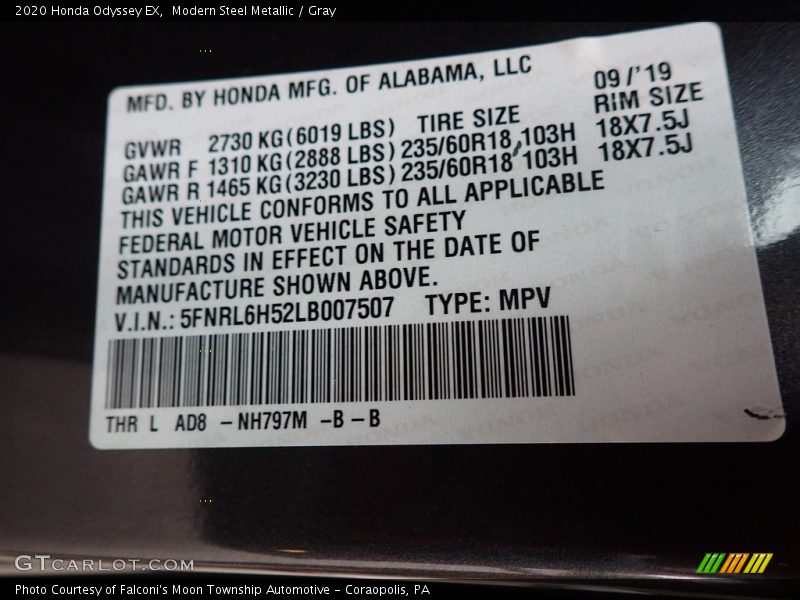 2020 Honda Odyssey EX,  Modern Steel Metallic / Gray
MFD. BY HONDA MFG. OF ALABAMA, LLC 09/'19
GVWR 2730 KG (6019 LBS) TIRE SIZE RIM SIZE
GAWR F 1310 KG (2888 LBS) 235/60R18 103H 18X7.5J
GAWR R 1465 KG (3230 LBS) 235/60R18 103H 18X7.5J
THIS VEHICLE CONFORMS TO ALL APPLICABLE
FEDERAL MOTOR VEHICLE SAFETY
STANDARDS IN EFFECT ON THE DATE OF
MANUFACTURE SHOWN ABOVE.
V.I.N.: 5FNRL6H52LB007507 TYPE: MPV
THR L AD8 - NH797M - B - B
GTCARLOT.COM
Photo Courtesy of Falconi's Moon Township Automotive - Coraopolis, PA